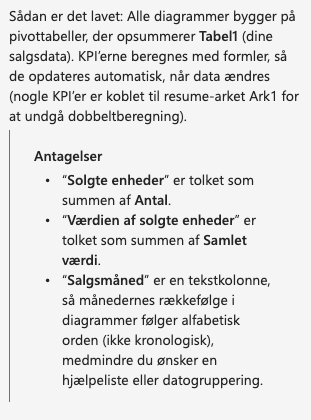 Sådan er det lavet: Alle diagrammer bygger på
pivottabeller, der opsummerer Tabel1 (dine
salgsdata). KPI’erne beregnes med formler, så
de opdateres automatisk, når data ændres
(nogle KPI’er er koblet til resume-arket Ark1 for
at undgå dobbeltberegning).
Antagelser
• “Solgte enheder” er tolket som
summen af Antal.
• “Værdien af solgte enheder” er
tolket som summen af Samlet
værdi.
• “Salgsmåned” er en tekstkolonne,
så månedernes rækkefølge i
diagrammer følger alfabetisk
orden (ikke kronologisk),
medmindre du ønsker en
hjælpeliste eller datogruppering.